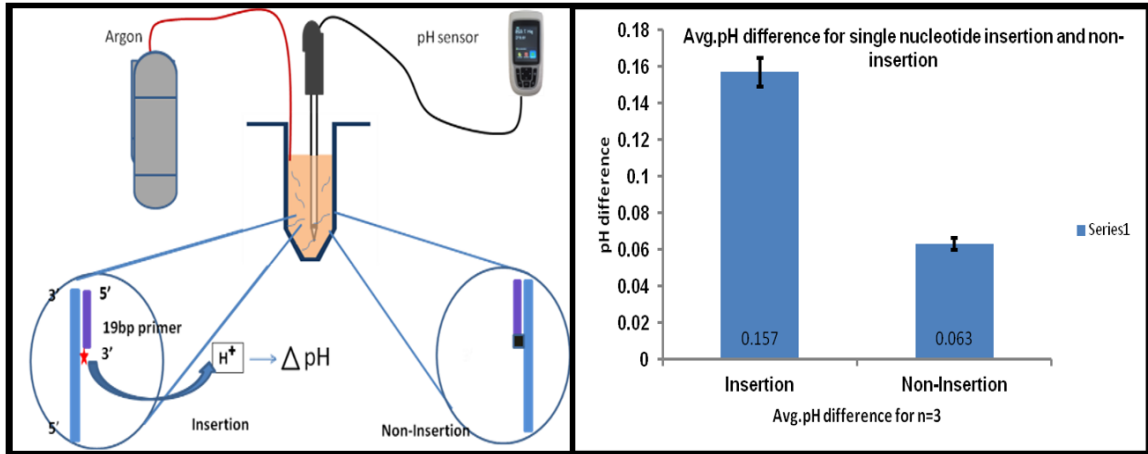 Argon
pH sensor
3’
5’
19bp primer
3’
H+
Δ pH
5’
Insertion
Non-Insertion
Avg.pH difference for single nucleotide insertion and non-
insertion
pH difference
0.18
0.16
0.14
0.12
0.1
0.08
0.06
0.04
0.02
0
0.157
0.063
Insertion
Non-Insertion
Avg.pH difference for n=3
Series1